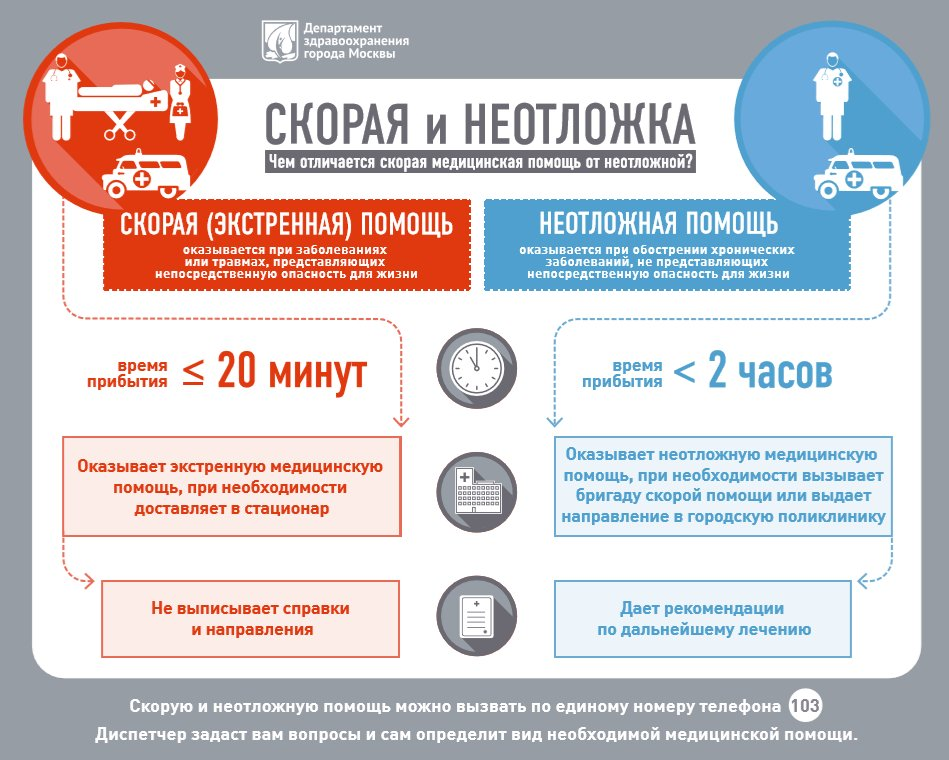 Департамент
здравоохранения
города Москвы
СКОРАЯ и НЕОТЛОЖКА
Чем отличается скорая медицинская помощь от неотложной?
СКОРАЯ (ЭКСТРЕННАЯ) ПОМОЩЬ
оказывается при заболеваниях
или травмах, представляющих
непосредственную опасность для жизни
НЕОТЛОЖНАЯ ПОМОЩЬ
оказывается при обострении хронических
заболеваний, не представляющих
непосредственную опасность для жизни
время
прибытия ≤ 20 минут
время
прибытия < 2 часов
Оказывает экстренную медицинскую
помощь, при необходимости
доставляет в стационар
Оказывает неотложную медицинскую
помощь, при необходимости вызывает
бригаду скорой помощи или выдает
направление в городскую поликлинику
Не выписывает справки
и направления
Дает рекомендации
по дальнейшему лечению
Скорую и неотложную помощь можно вызвать по единому номеру телефона 103
Диспетчер задаст вам вопросы и сам определит вид необходимой медицинской помощи.